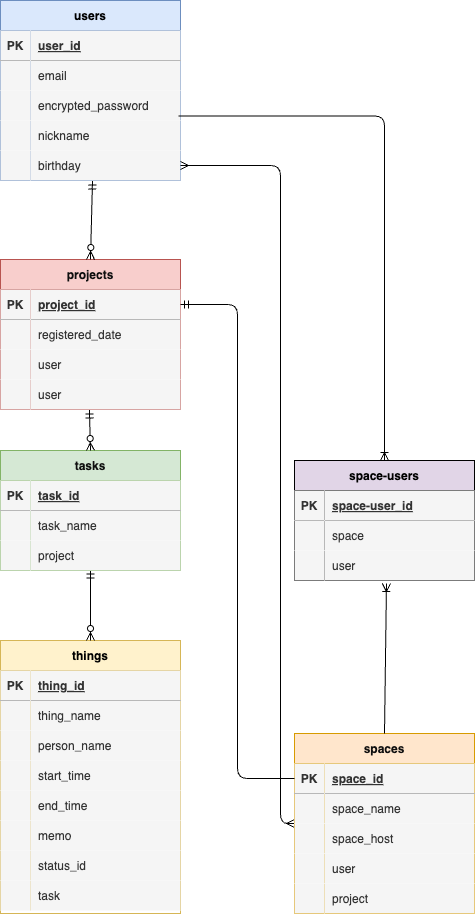 users
PK user_id
email
encrypted_password
nickname
birthday
projects
PK project_id
registered_date
user
user
tasks
PK task_id
task_name
project
things
PK thing_id
thing_name
person_name
start_time
end_time
memo
status_id
task
space-users
PK space-user_id
space
user
spaces
PK space_id
space_name
space_host
user
project